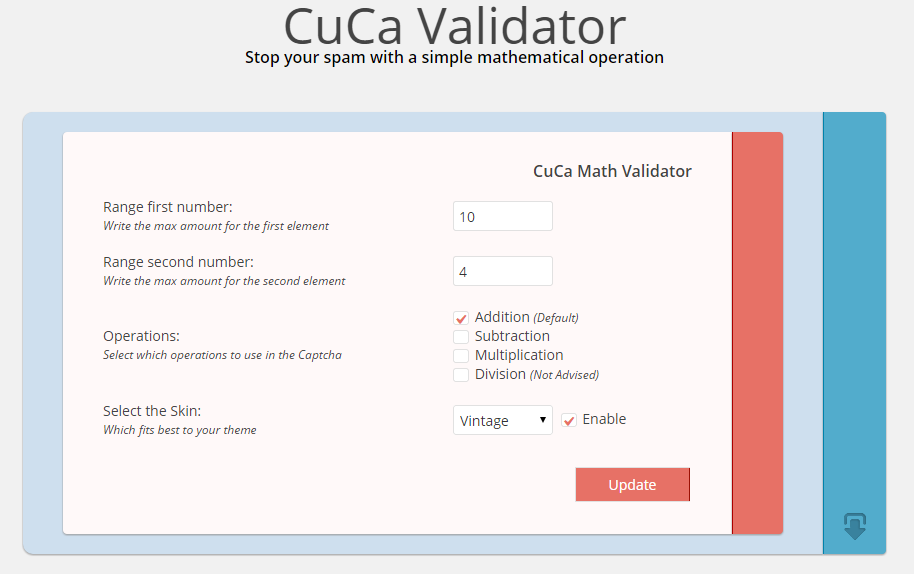 CuCa Validator
Stop your spam with a simple mathematical operation
CuCa Math Validator
Range first number:
Write the max amount for the first element
10
Range second number:
Write the max amount for the second element
4
Operations:
Select which operations to use in the Captcha
Addition (Default)
Subtraction
Multiplication
Division (Not Advised)
Select the Skin:
Which fits best to your theme
Vintage
Enable
Update